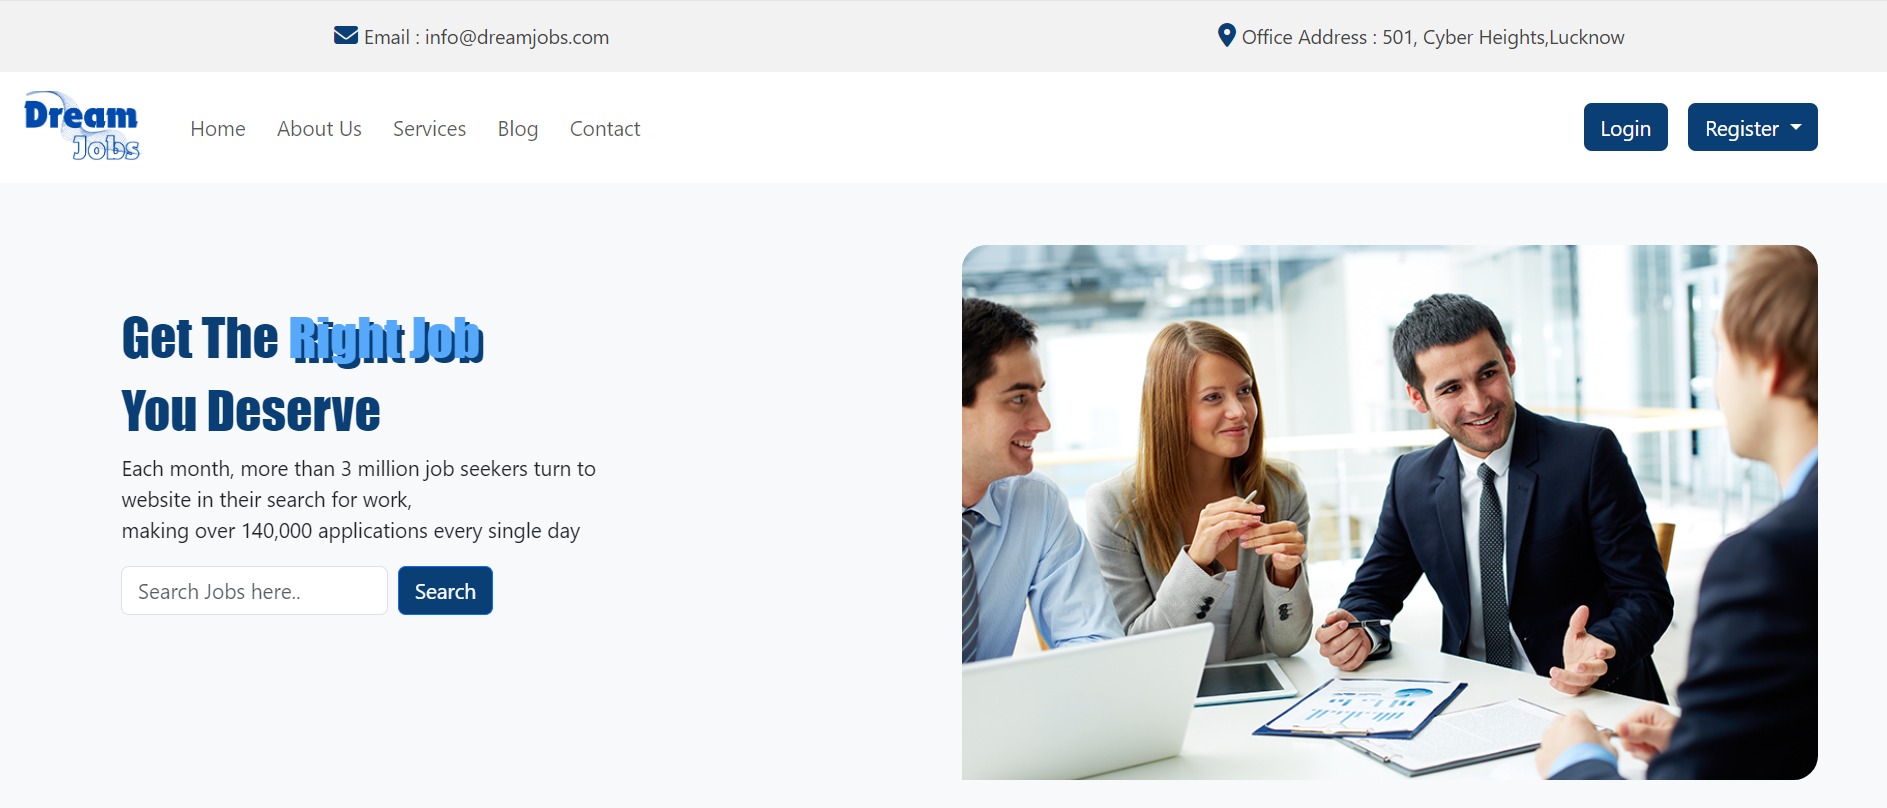 Email : info@dreamjobs.com
Office Address : 501, Cyber Heights,Lucknow
Dream
Jobs
Home
About Us
Services
Blog
Contact
Login
Register
Get The Right Job
You Deserve
Each month, more than 3 million job seekers turn to
website in their search for work,
making over 140,000 applications every single day
Search Jobs here..
Search